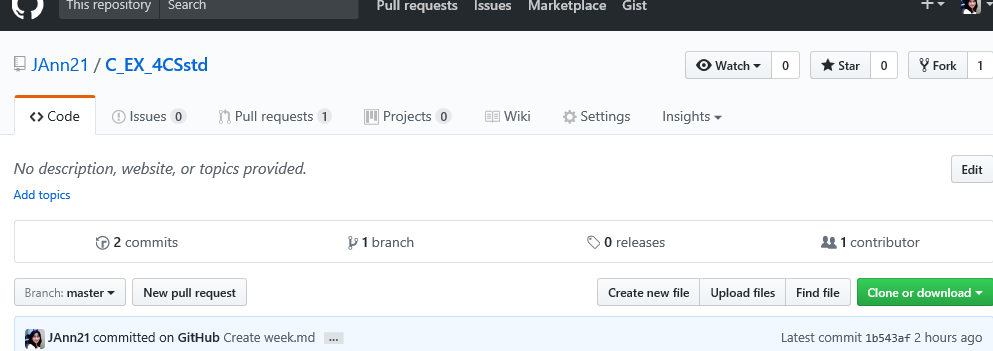 This repository Search Pull requests Issues Marketplace Gist
JAnn21 / C_EX_4CSstd Watch 0 Star 0 Fork 1
Code Issues 0 Pull requests 1 Projects 0 Wiki Settings Insights
No description, website, or topics provided. Edit
Add topics
2 commits 1 branch 0 releases 1 contributor
Branch: master New pull request Create new file Upload files Find file Clone or download
JAnn21 committed on GitHub Create week.md ... Latest commit 1b543af 2 hours ago